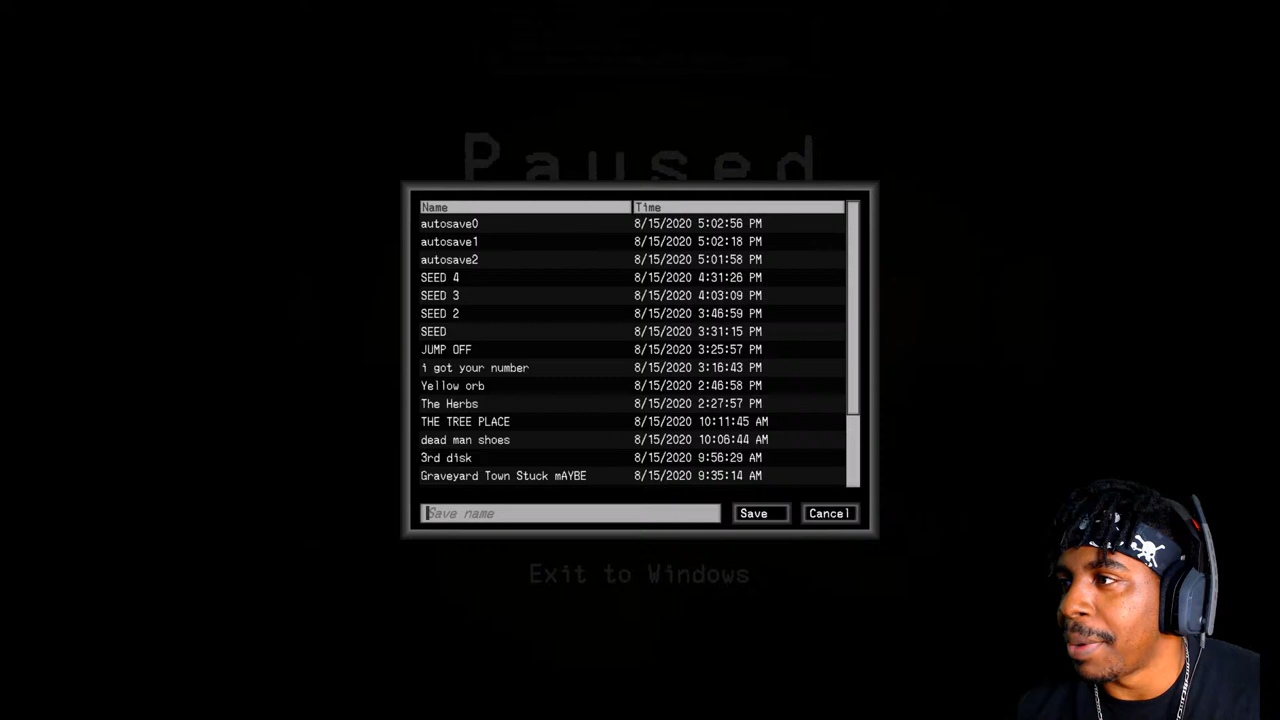 Paused
Name Time
autosave0 8/15/2020 5:02:56 PM
autosave1 8/15/2020 5:02:18 PM
autosave2 8/15/2020 5:01:58 PM
SEED 4 8/15/2020 4:31:26 PM
SEED 3 8/15/2020 4:03:09 PM
SEED 2 8/15/2020 3:46:59 PM
SEED 8/15/2020 3:31:15 PM
JUMP OFF 8/15/2020 3:25:57 PM
i got your number 8/15/2020 3:16:43 PM
Yellow orb 8/15/2020 2:46:58 PM
The Herbs 8/15/2020 2:27:57 PM
THE TREE PLACE 8/15/2020 10:11:45 AM
dead man shoes 8/15/2020 10:06:44 AM
3rd disk 8/15/2020 9:56:29 AM
Graveyard Town Stuck mAYBE 8/15/2020 9:35:14 AM
Save name Save Cancel
Exit to Windows